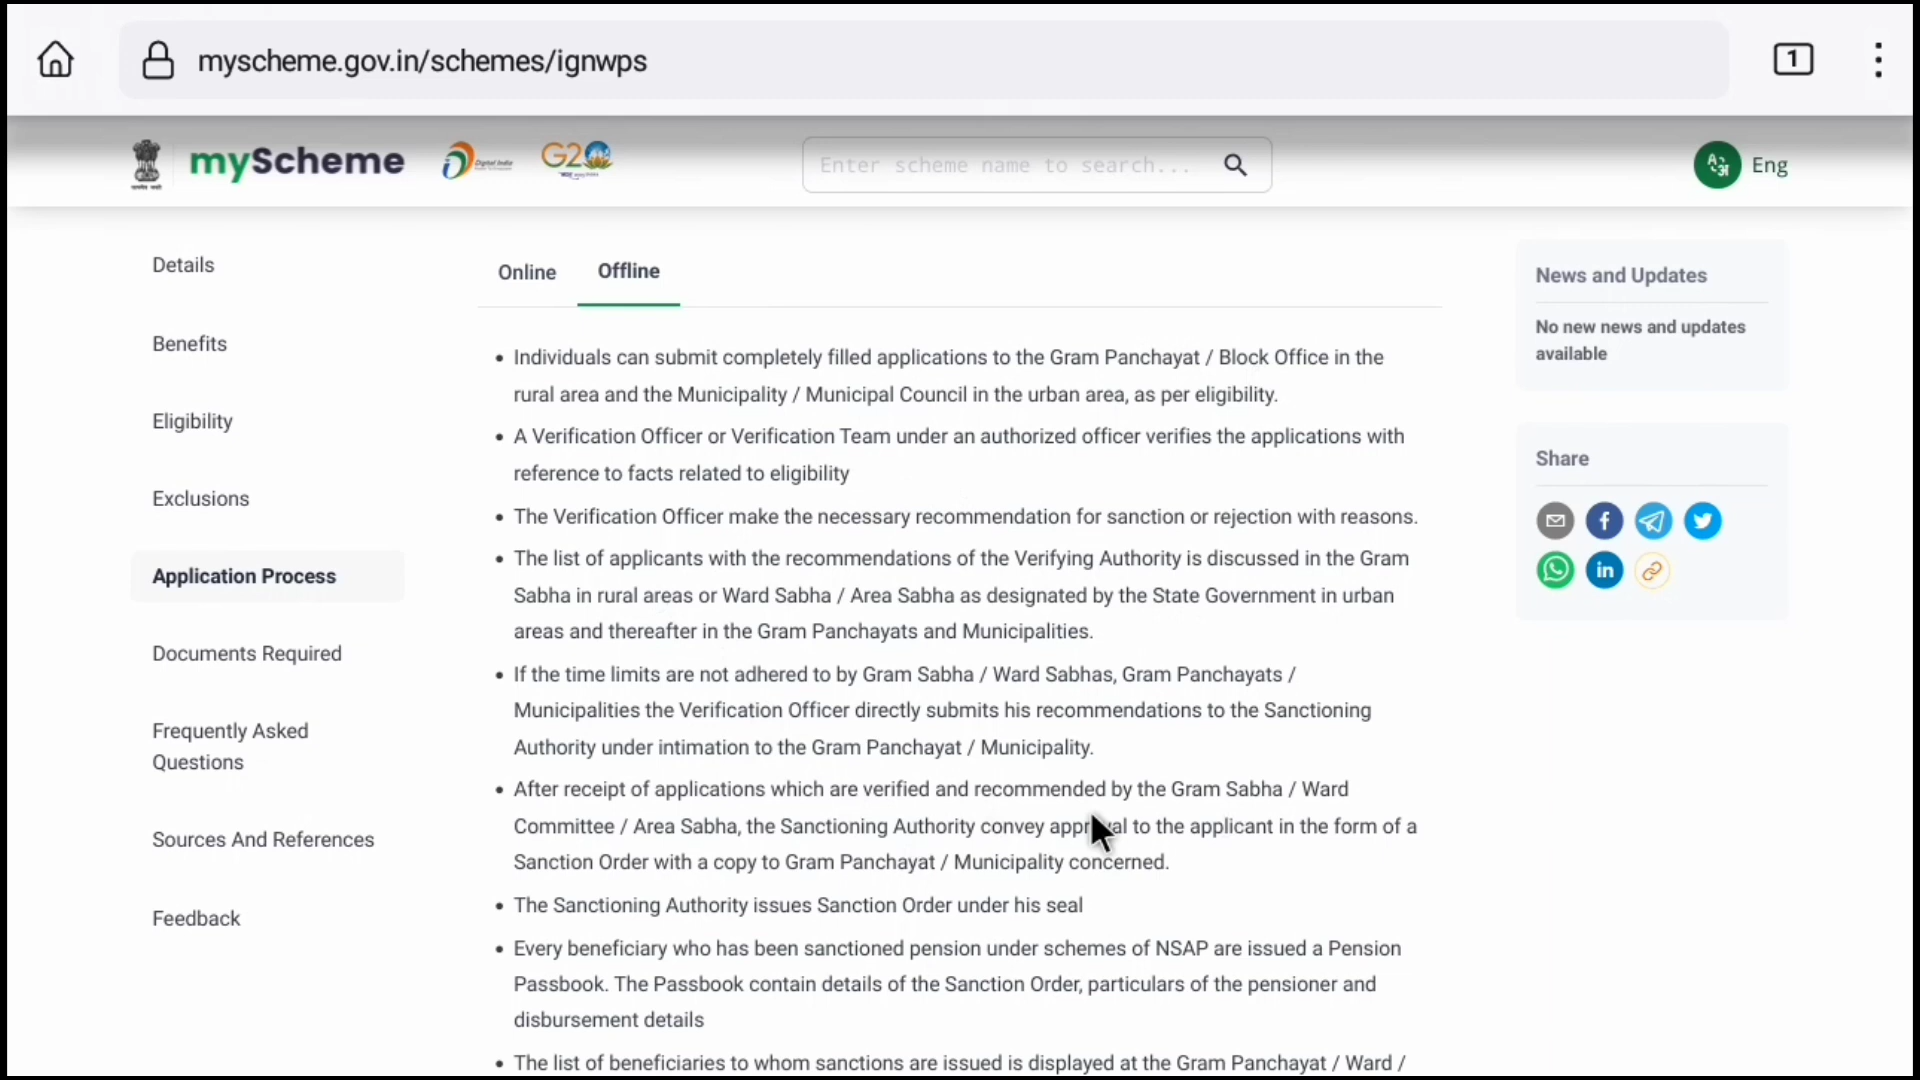 myscheme.gov.in/schemes/ignwps
1
myScheme
Digital India
G20
Enter scheme name to search...
Eng
Details
Benefits
Eligibility
Exclusions
Application Process
Documents Required
Frequently Asked
Questions
Sources And References
Feedback
Online
Offline
• Individuals can submit completely filled applications to the Gram Panchayat / Block Office in the
rural area and the Municipality / Municipal Council in the urban area, as per eligibility.
• A Verification Officer or Verification Team under an authorized officer verifies the applications with
reference to facts related to eligibility
• The Verification Officer make the necessary recommendation for sanction or rejection with reasons.
• The list of applicants with the recommendations of the Verifying Authority is discussed in the Gram
Sabha in rural areas or Ward Sabha / Area Sabha as designated by the State Government in urban
areas and thereafter in the Gram Panchayats and Municipalities.
• If the time limits are not adhered to by Gram Sabha / Ward Sabhas, Gram Panchayats /
Municipalities the Verification Officer directly submits his recommendations to the Sanctioning
Authority under intimation to the Gram Panchayat / Municipality.
• After receipt of applications which are verified and recommended by the Gram Sabha / Ward
Committee / Area Sabha, the Sanctioning Authority convey approval to the applicant in the form of a
Sanction Order with a copy to Gram Panchayat / Municipality concerned.
• The Sanctioning Authority issues Sanction Order under his seal
• Every beneficiary who has been sanctioned pension under schemes of NSAP are issued a Pension
Passbook. The Passbook contain details of the Sanction Order, particulars of the pensioner and
disbursement details
• The list of beneficiaries to whom sanctions are issued is displayed at the Gram Panchayat / Ward /
News and Updates
No new news and updates
available
Share